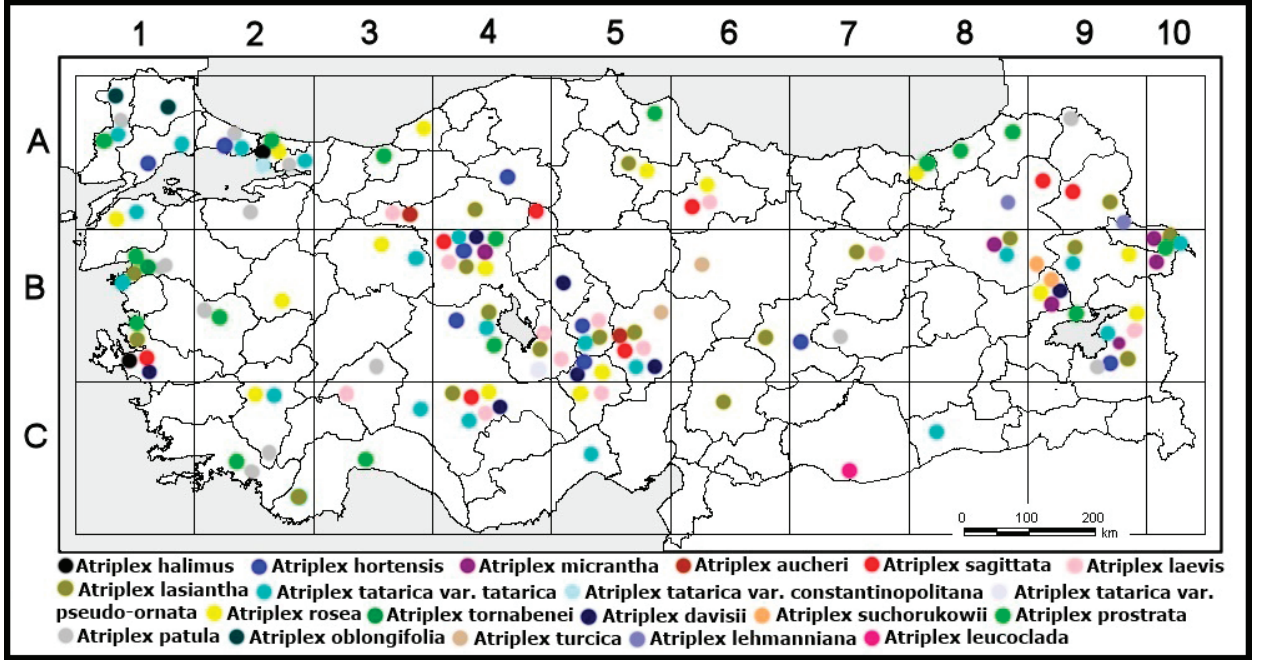 1 2 3 4 5 6 7 8 9 10
A
B
C
0 100 200
km
Atriplex halimus Atriplex hortensis Atriplex micrantha Atriplex aucheri Atriplex sagittata Atriplex laevis
Atriplex lasiantha Atriplex tatarica var. tatarica Atriplex tatarica var. constantinopolitana Atriplex tatarica var.
pseudo-ornata Atriplex rosea Atriplex tornabenei Atriplex davisii Atriplex suchorukowii Atriplex prostrata
Atriplex patula Atriplex oblongifolia Atriplex turcica Atriplex lehmanniana Atriplex leucoclada